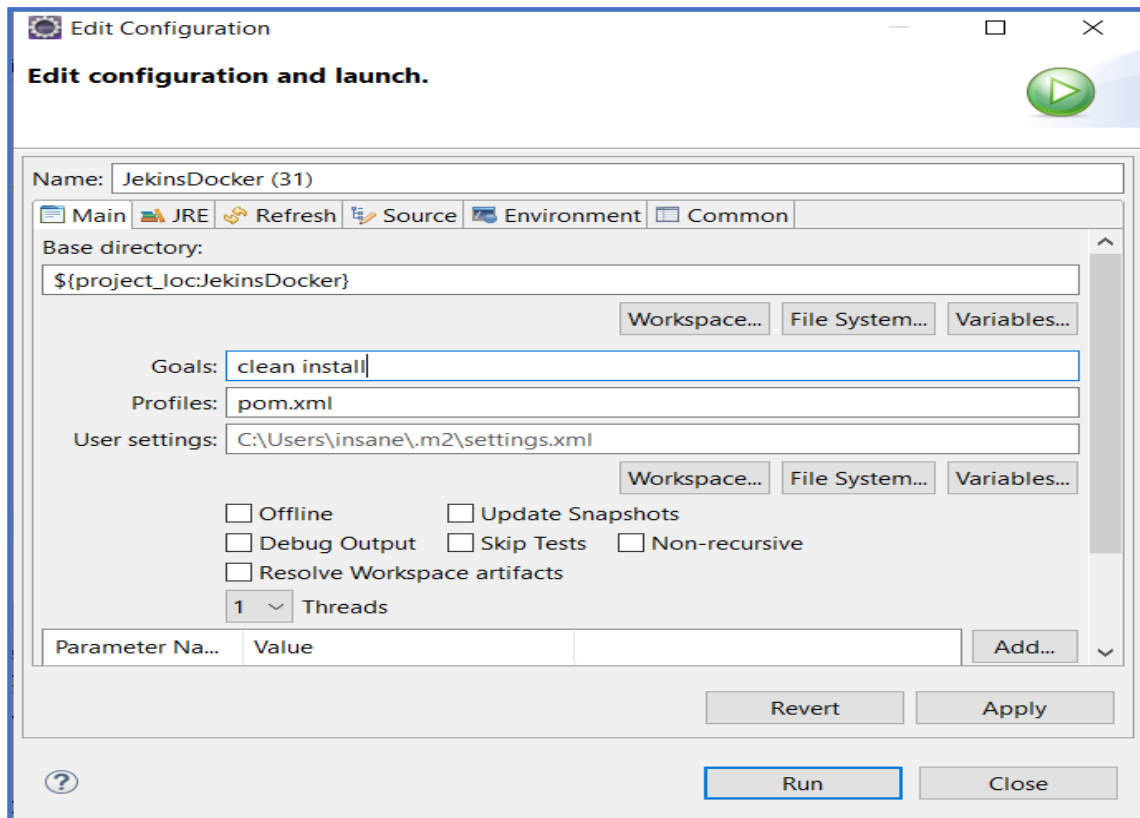 Edit Configuration
Edit configuration and launch.
Name: JekinsDocker (31)
Main JRE Refresh Source Environment Common
Base directory:
${project_loc:JekinsDocker}
Workspace... File System... Variables...
Goals: clean install
Profiles: pom.xml
User settings: C:\Users\insane\.m2\settings.xml
Workspace... File System... Variables...
Offline Update Snapshots
Debug Output Skip Tests Non-recursive
Resolve Workspace artifacts
1 Threads
Parameter Na... Value Add...
Revert Apply
? Run Close